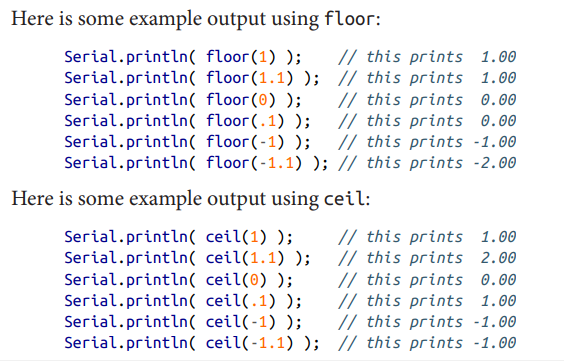 Here is some example output using floor:
Serial.println( floor(1) );    // this prints  1.00
Serial.println( floor(1.1) );  // this prints  1.00
Serial.println( floor(0) );    // this prints  0.00
Serial.println( floor(.1) );   // this prints  0.00
Serial.println( floor(-1) );   // this prints -1.00
Serial.println( floor(-1.1) ); // this prints -2.00
Here is some example output using ceil:
Serial.println( ceil(1) );     // this prints  1.00
Serial.println( ceil(1.1) );   // this prints  2.00
Serial.println( ceil(0) );     // this prints  0.00
Serial.println( ceil(.1) );    // this prints  1.00
Serial.println( ceil(-1) );    // this prints -1.00
Serial.println( ceil(-1.1) );  // this prints -1.00